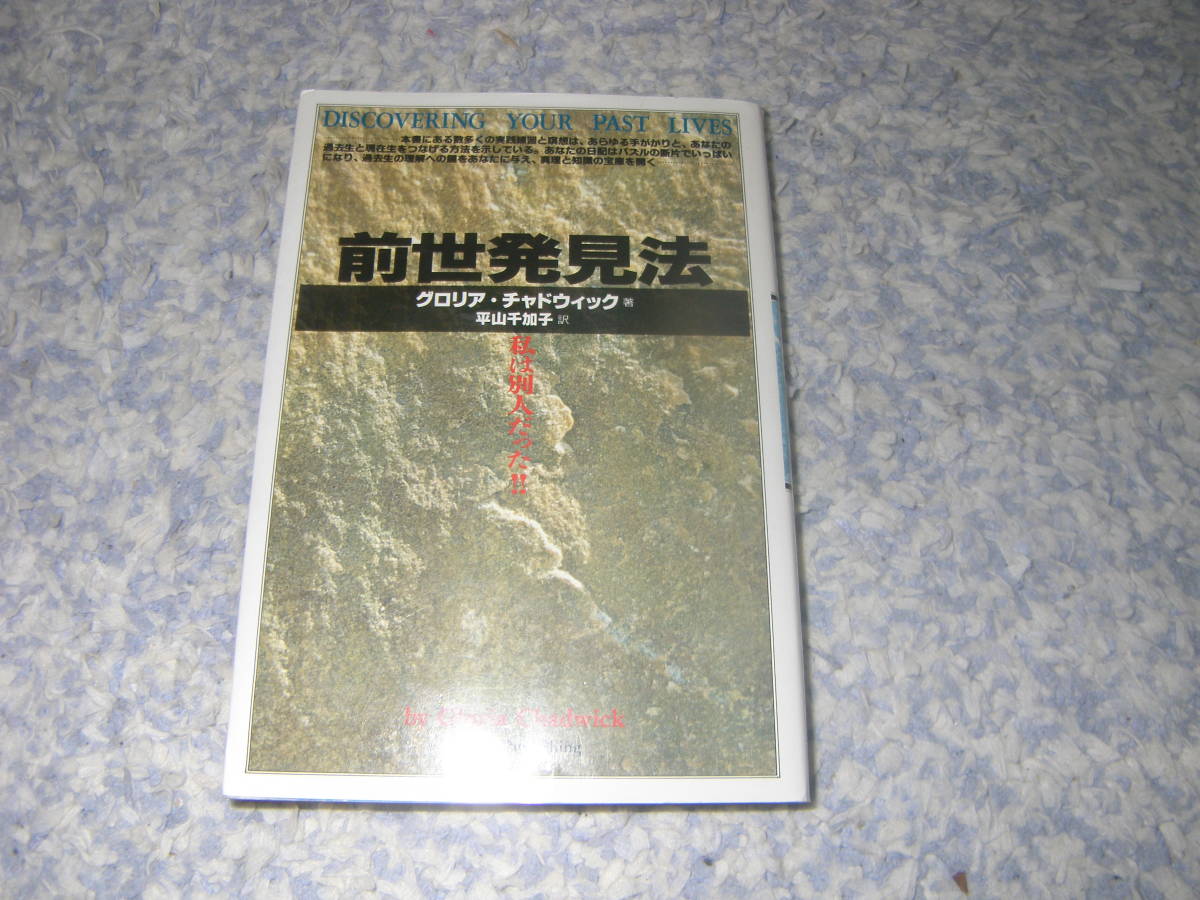 DISCOVERING YOUR PAST LIVES
本書にある数多くの実践練習と瞑想は、あらゆる手がかりと、あなたの
過去生と現在生をつなげる方法を示している。あなたの日記はパズルの断片でいっぱい
になり、過去生の理解への鍵をあなたに与え、真理と知識の宝庫を開く
前世発見法
グロリア・チャドウィック 著
平山千加子 訳
私は別人だった!!
by Gloria Chadwick